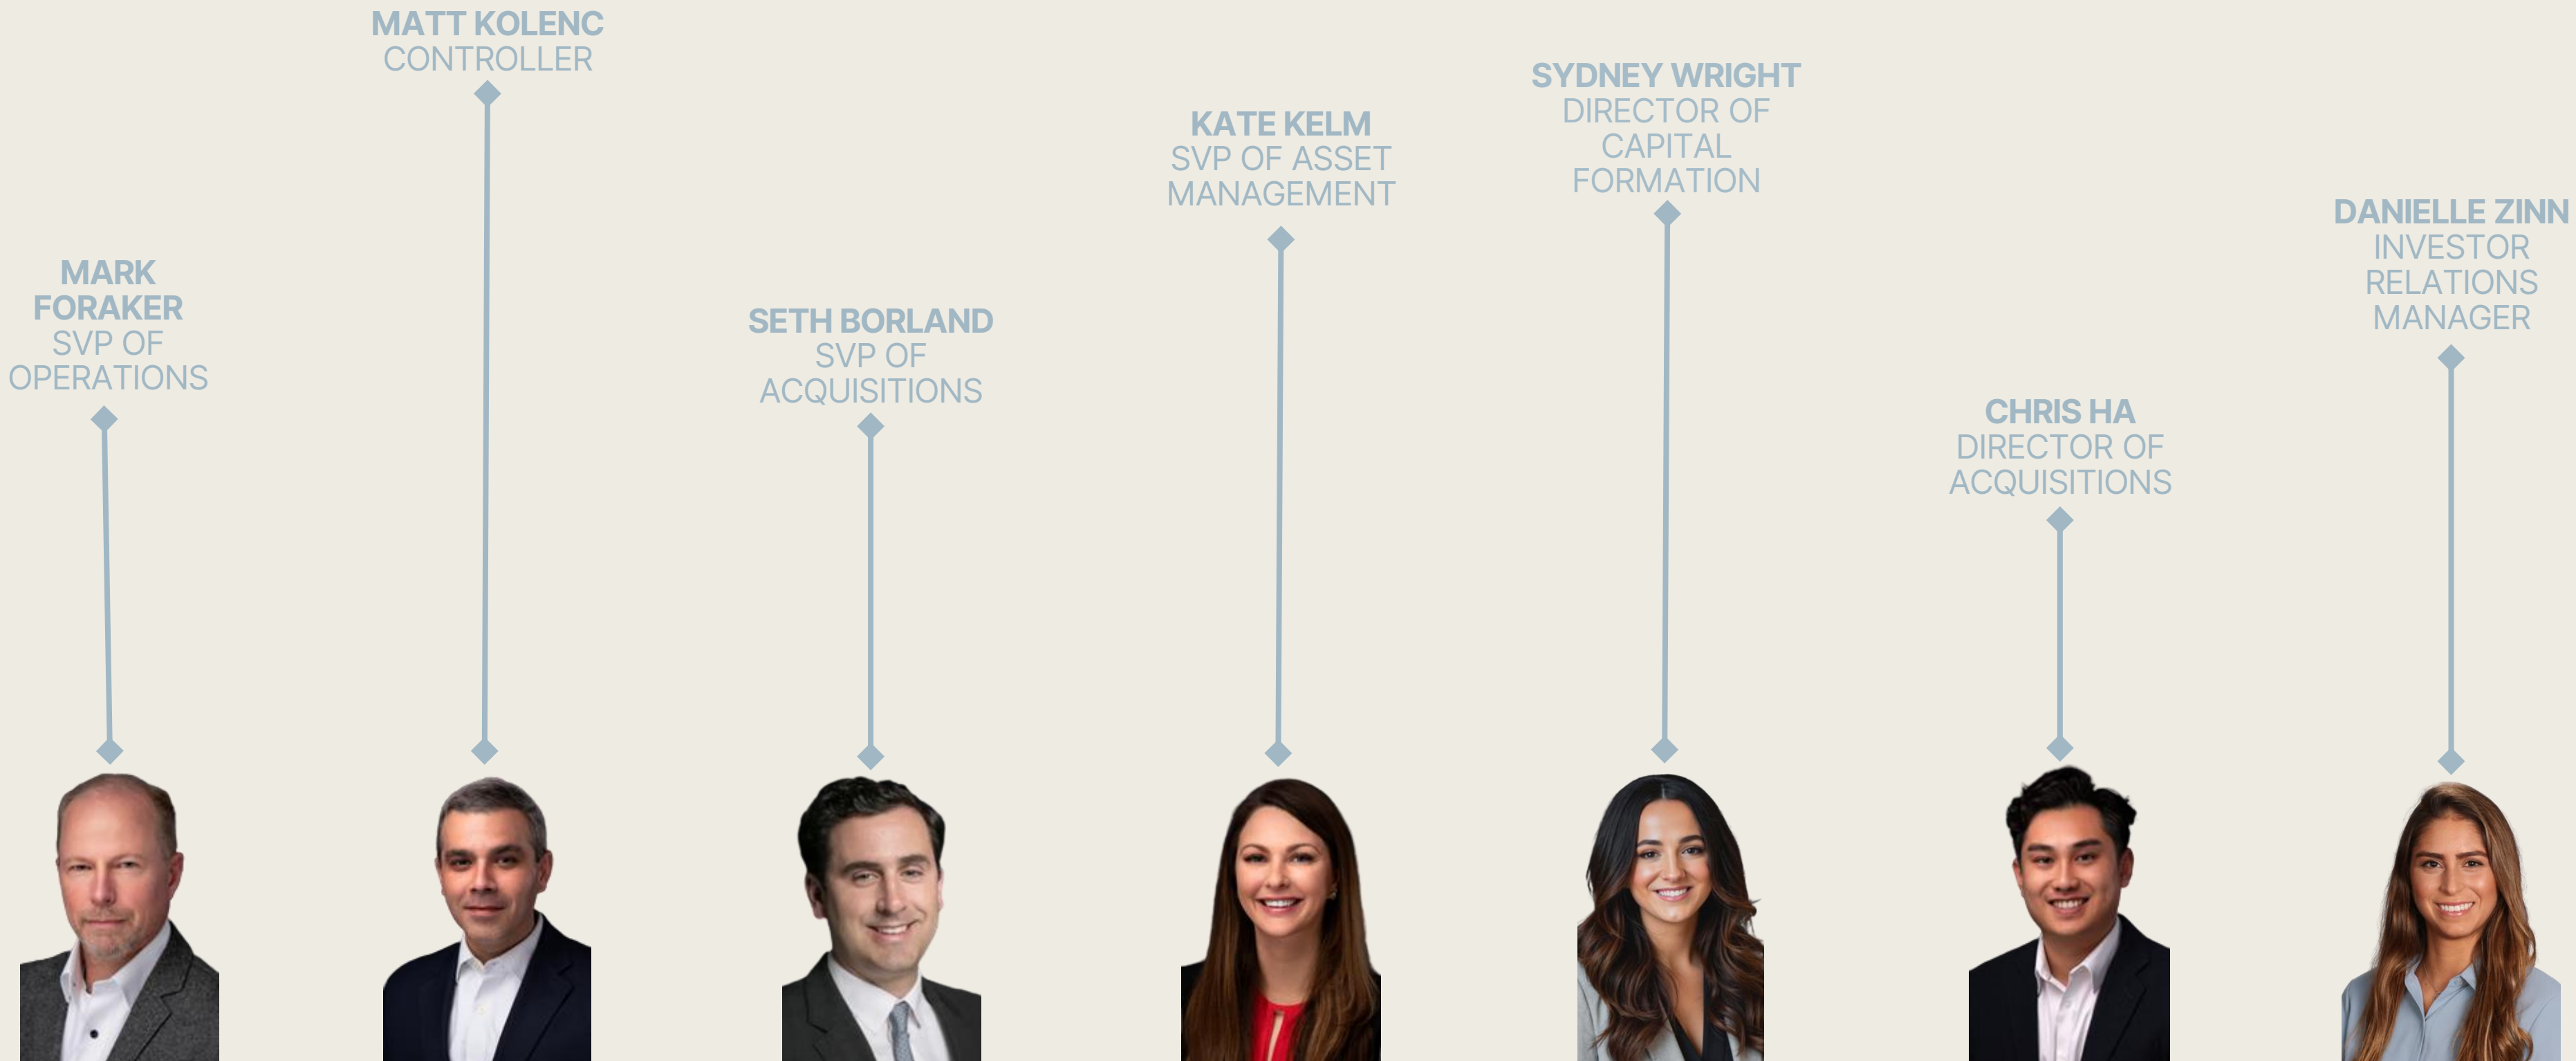 MARK
FORAKER
SVP OF
OPERATIONS
MATT KOLENC
CONTROLLER
SETH BORLAND
SVP OF
ACQUISITIONS
KATE KELM
SVP OF ASSET
MANAGEMENT
SYDNEY WRIGHT
DIRECTOR OF
CAPITAL
FORMATION
CHRIS HA
DIRECTOR OF
ACQUISITIONS
DANIELLE ZINN
INVESTOR
RELATIONS
MANAGER